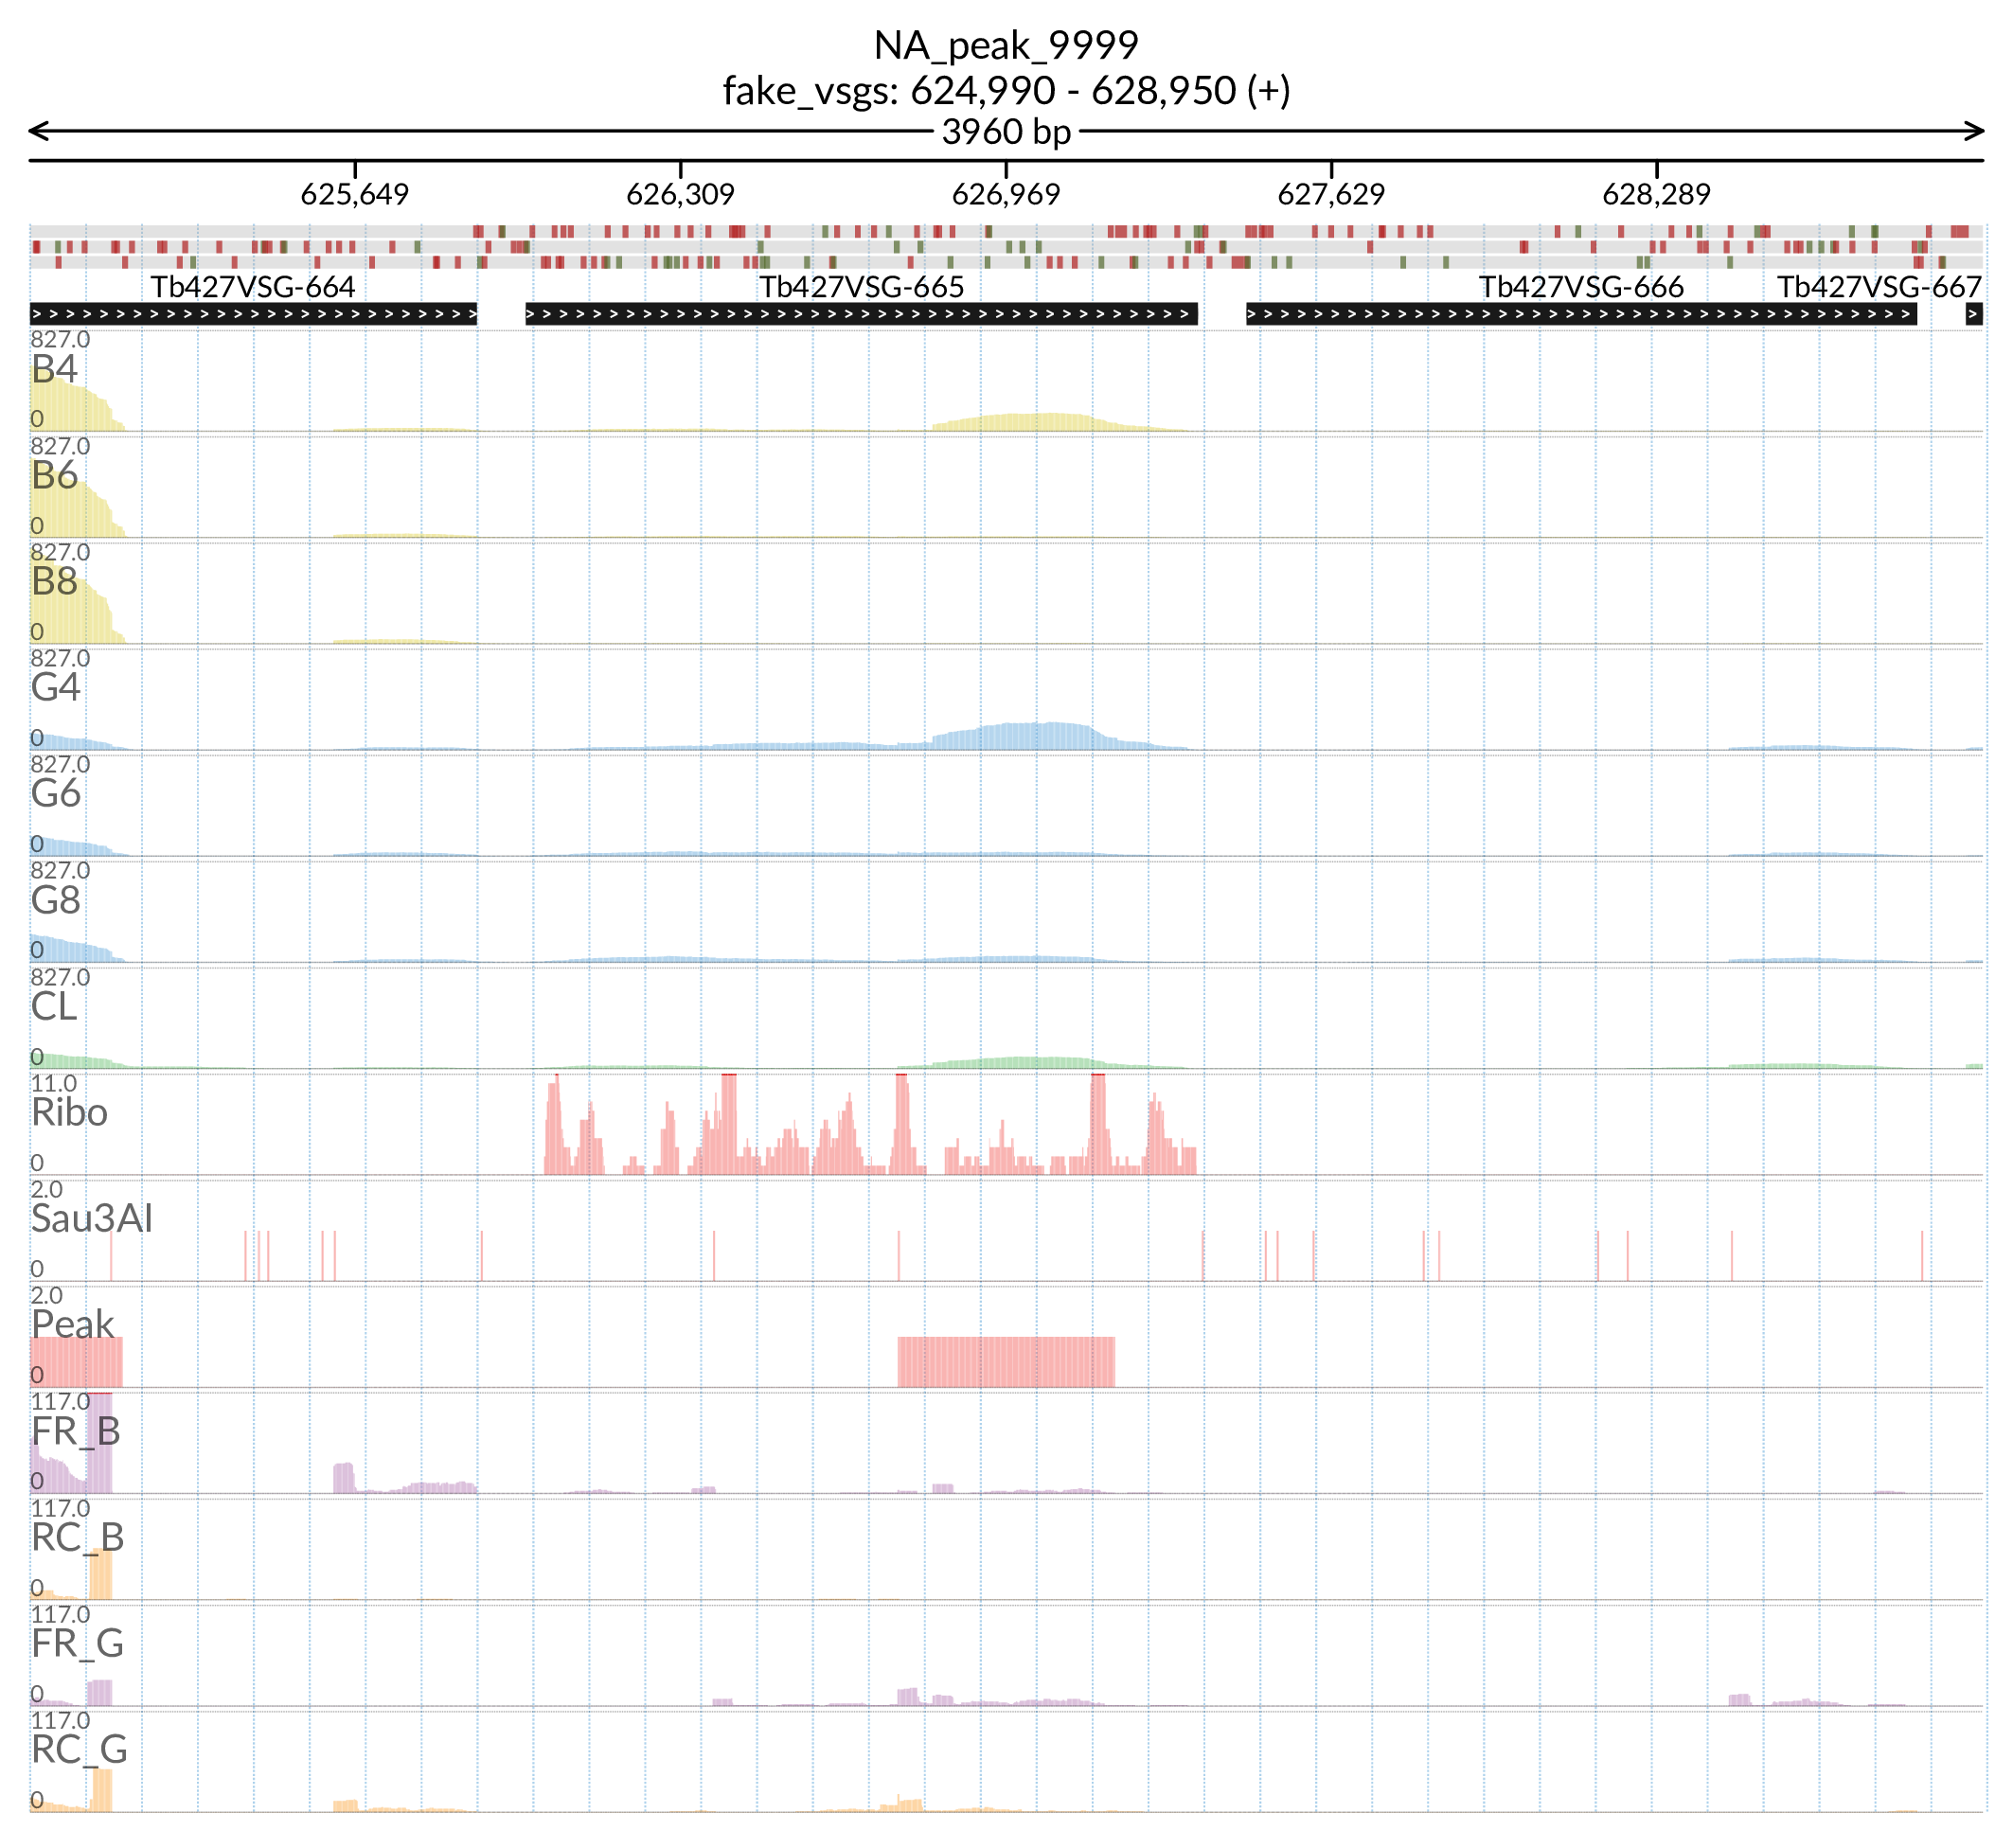 NA_peak_9999
fake_vsgs: 624,990 - 628,950 (+)
3960 bp
625,649 626,309 626,969 627,629 628,289
Tb427VSG-664 Tb427VSG-665 Tb427VSG-666 Tb427VSG-667
827.0
B4
0
827.0
B6
0
827.0
B8
0
827.0
G4
0
827.0
G6
0
827.0
G8
0
827.0
CL
0
11.0
Ribo
0
2.0
Sau3AI
0
2.0
Peak
0
117.0
FR_B
0
117.0
RC_B
0
117.0
FR_G
0
117.0
RC_G
0